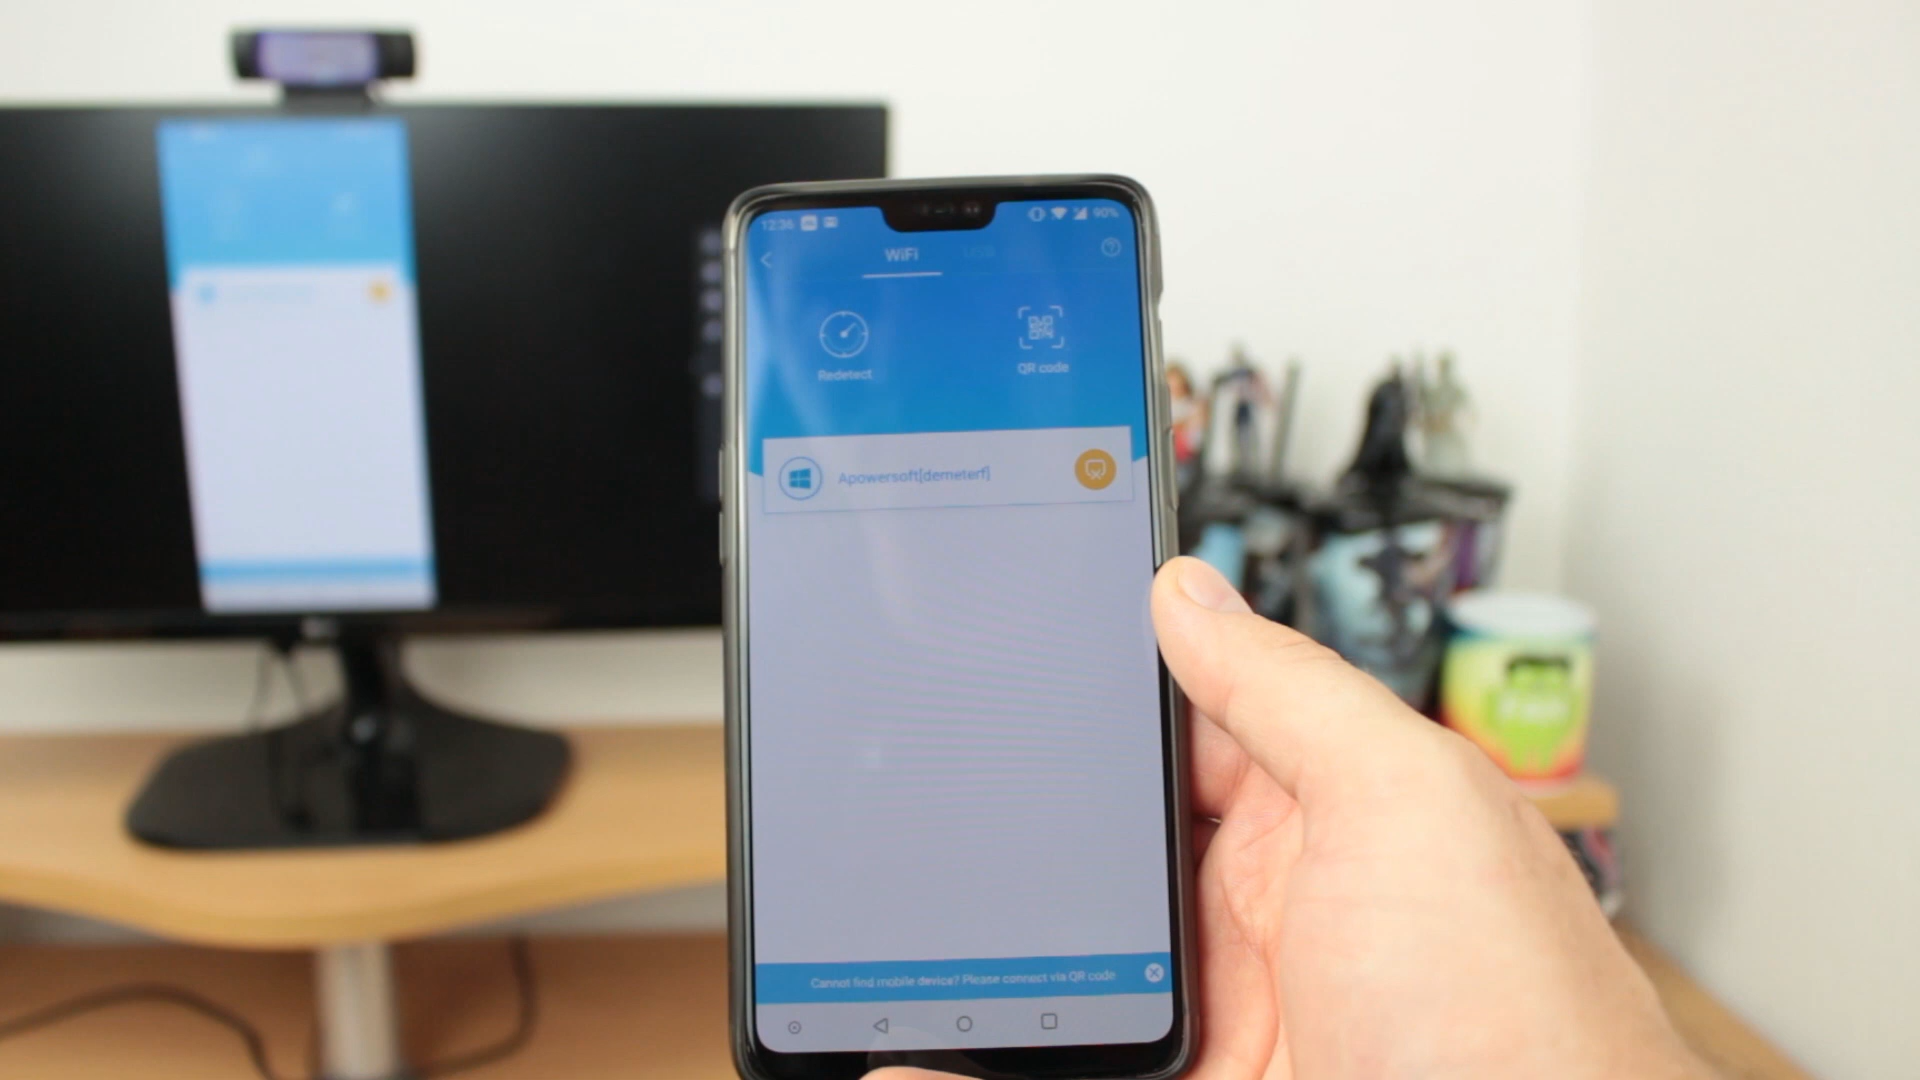 12:36
90%
WiFi
USB
Redetect
QR code
Apowersoft[demeterf]
Cannot find mobile device? Please connect via QR code